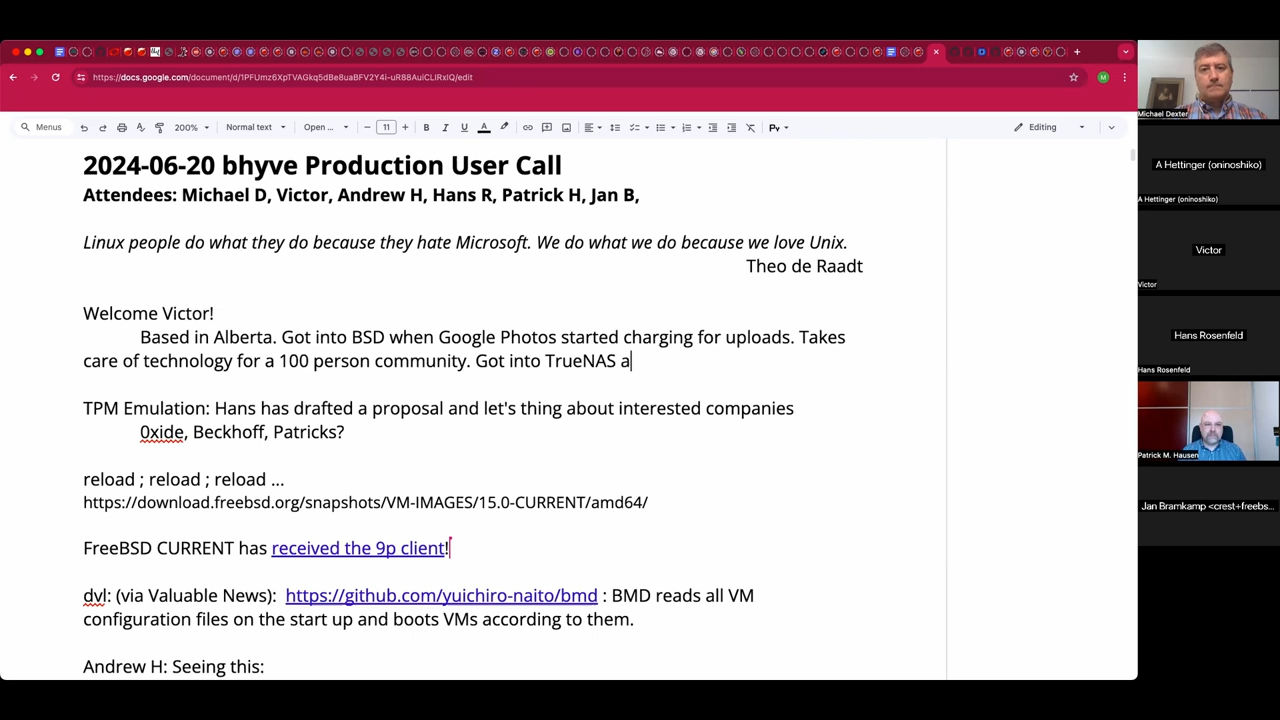 https://docs.google.com/document/d/1PFUmz6XpTVAGkq5dBe8uaBFV2Y4i-uR88AuiCLIRxIQ/edit
M
Menus
200%
Normal text
Open ...
11
Editing
2024-06-20 bhyve Production User Call
Attendees: Michael D, Victor, Andrew H, Hans R, Patrick H, Jan B,
Linux people do what they do because they hate Microsoft. We do what we do because we love Unix.
Theo de Raadt
Welcome Victor!
Based in Alberta. Got into BSD when Google Photos started charging for uploads. Takes
care of technology for a 100 person community. Got into TrueNAS a
TPM Emulation: Hans has drafted a proposal and let's thing about interested companies
0xide, Beckhoff, Patricks?
reload ; reload ; reload ...
https://download.freebsd.org/snapshots/VM-IMAGES/15.0-CURRENT/amd64/
FreeBSD CURRENT has received the 9p client!
dvl: (via Valuable News): https://github.com/yuichiro-naito/bmd : BMD reads all VM
configuration files on the start up and boots VMs according to them.
Andrew H: Seeing this:
Michael Dexter
A Hettinger (oninoshiko)
A Hettinger (oninoshiko)
Victor
Victor
Hans Rosenfeld
Hans Rosenfeld
Patrick M. Hausen
Jan Bramkamp <crest+freebs...